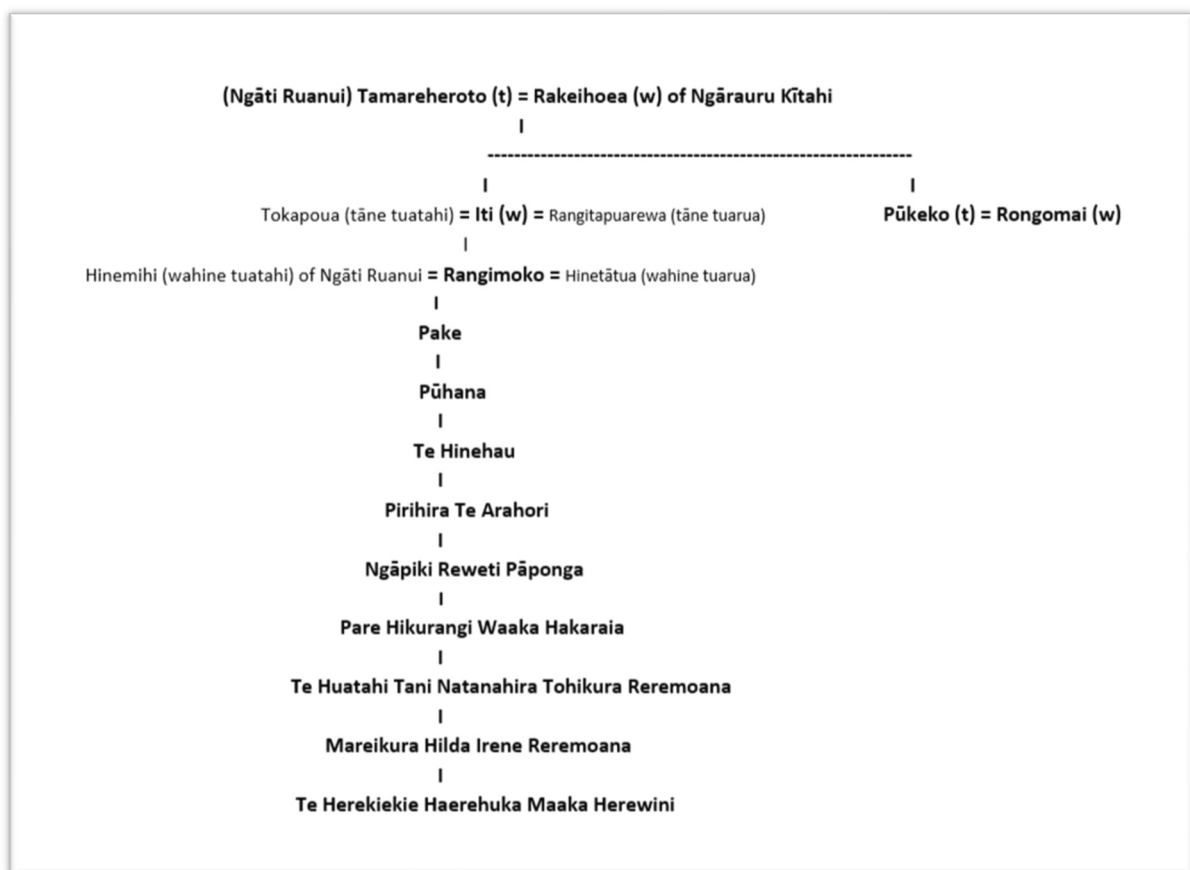 (Ngāti Ruanui) Tamareheroto (t) = Rakeihoea (w) of Ngārauru Kītahi
I
----------------------------------------------------------------
I I
Tokapoua (tāne tuatahi) = Iti (w) = Rangitapuarewa (tāne tuarua) Pūkeko (t) = Rongomai (w)
I
Hinemihi (wahine tuatahi) of Ngāti Ruanui = Rangimoko = Hinetātua (wahine tuarua)
I
Pake
I
Pūhana
I
Te Hinehau
I
Pirihira Te Arahori
I
Ngāpiki Reweti Pāponga
I
Pare Hikurangi Waaka Hakaraia
I
Te Huatahi Tani Natanahira Tohikura Reremoana
I
Mareikura Hilda Irene Reremoana
I
Te Herekiekie Haerehuka Maaka Herewini